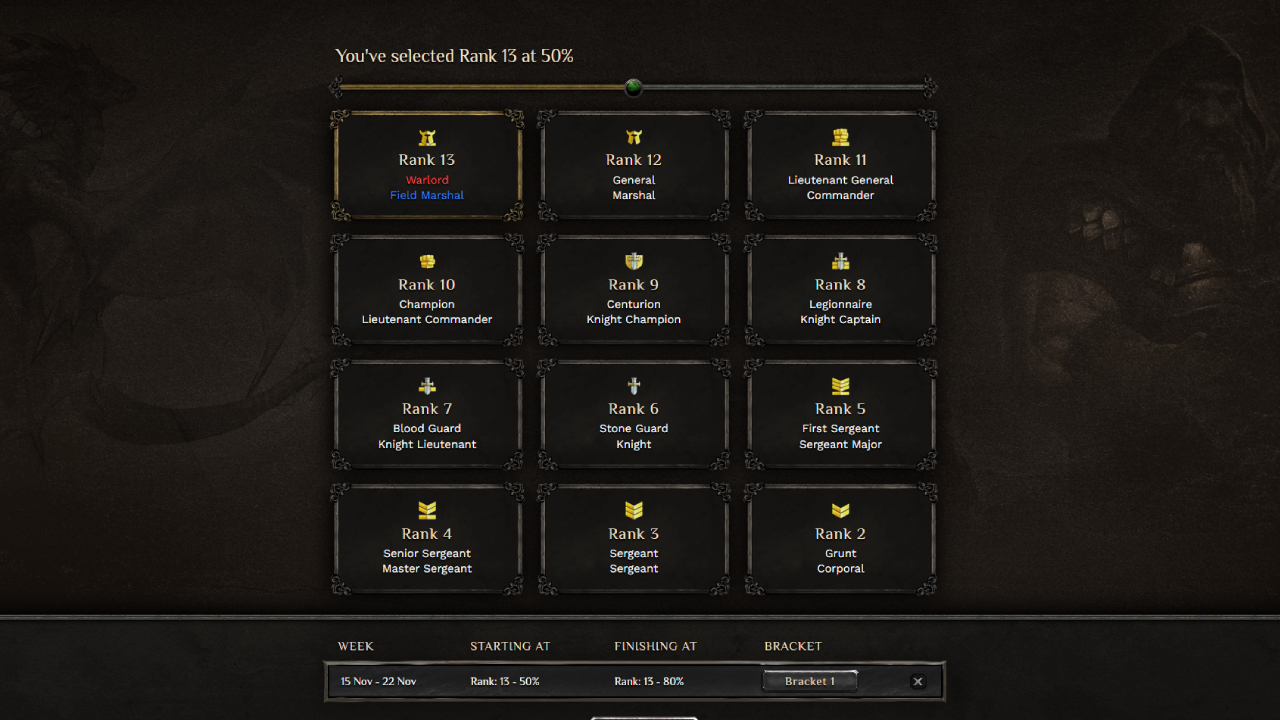 You've selected Rank 13 at 50%
Rank 13
Warlord
Field Marshal
Rank 12
General
Marshal
Rank 11
Lieutenant General
Commander
Rank 10
Champion
Lieutenant Commander
Rank 9
Centurion
Knight Champion
Rank 8
Legionnaire
Knight Captain
Rank 7
Blood Guard
Knight Lieutenant
Rank 6
Stone Guard
Knight
Rank 5
First Sergeant
Sergeant Major
Rank 4
Senior Sergeant
Master Sergeant
Rank 3
Sergeant
Sergeant
Rank 2
Grunt
Corporal
WEEK STARTING AT FINISHING AT BRACKET
15 Nov - 22 Nov Rank: 13 - 50% Rank: 13 - 80% Bracket 1